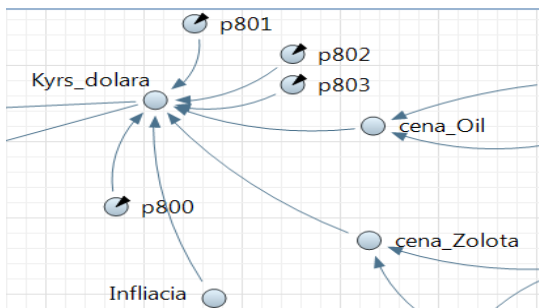 p801
p802
Kyrs_dolara
p803
cena_Oil
p800
cena_Zolota
Infliacia